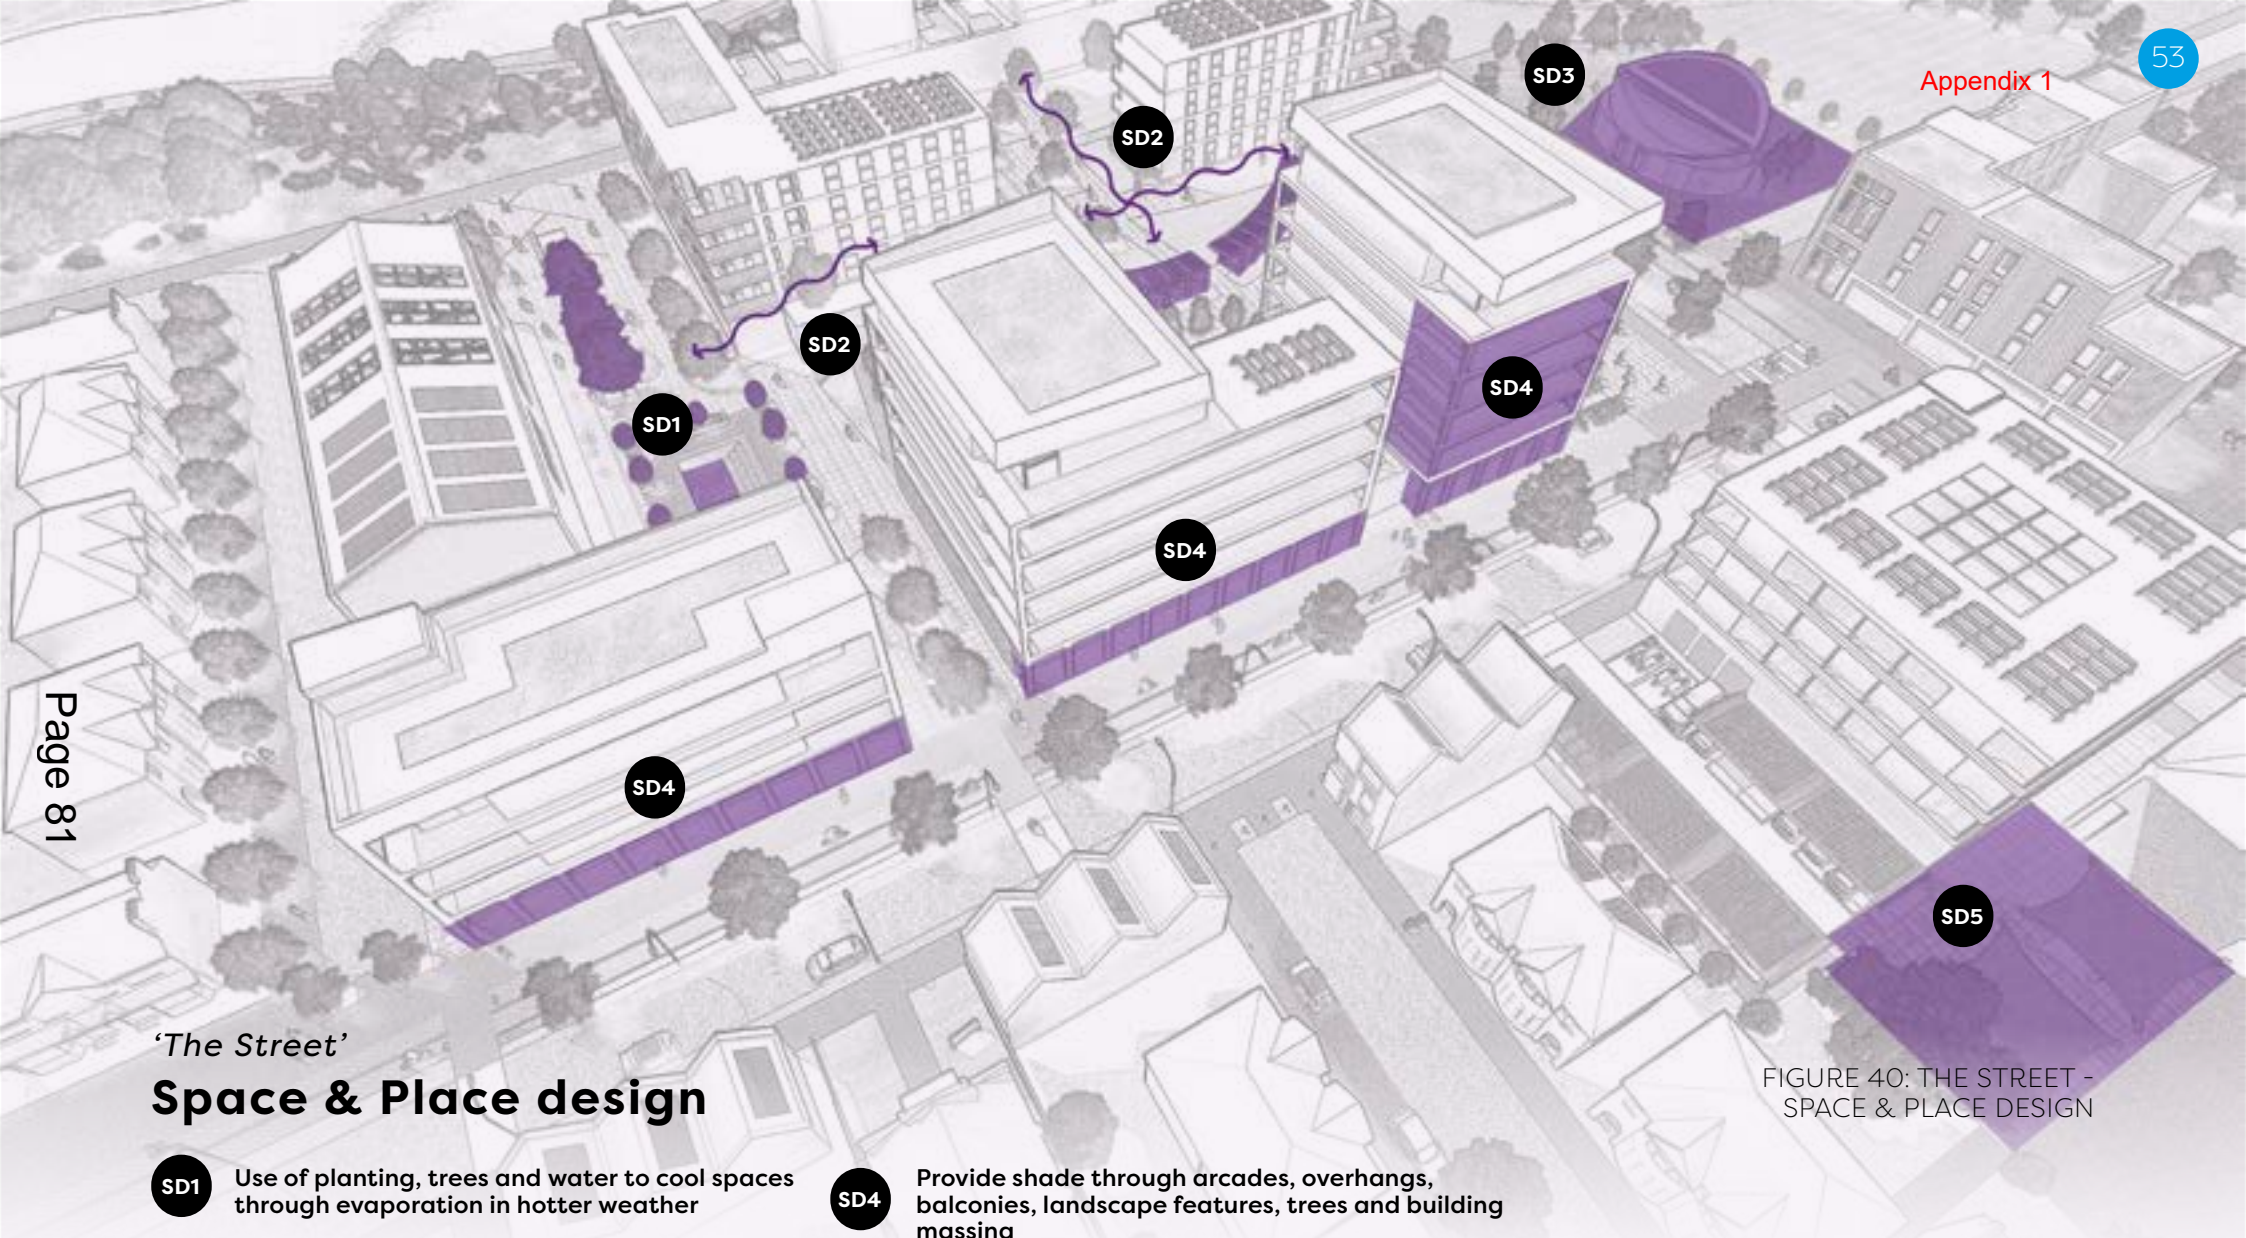 53
Appendix 1
SD3
SD2
SD2
SD4
SD1
SD4
SD4
SD5
Page 81
‘The Street’
Space & Place design
FIGURE 40: THE STREET -
SPACE & PLACE DESIGN
SD1
Use of planting, trees and water to cool spaces
through evaporation in hotter weather
SD4
Provide shade through arcades, overhangs,
balconies, landscape features, trees and building
massing